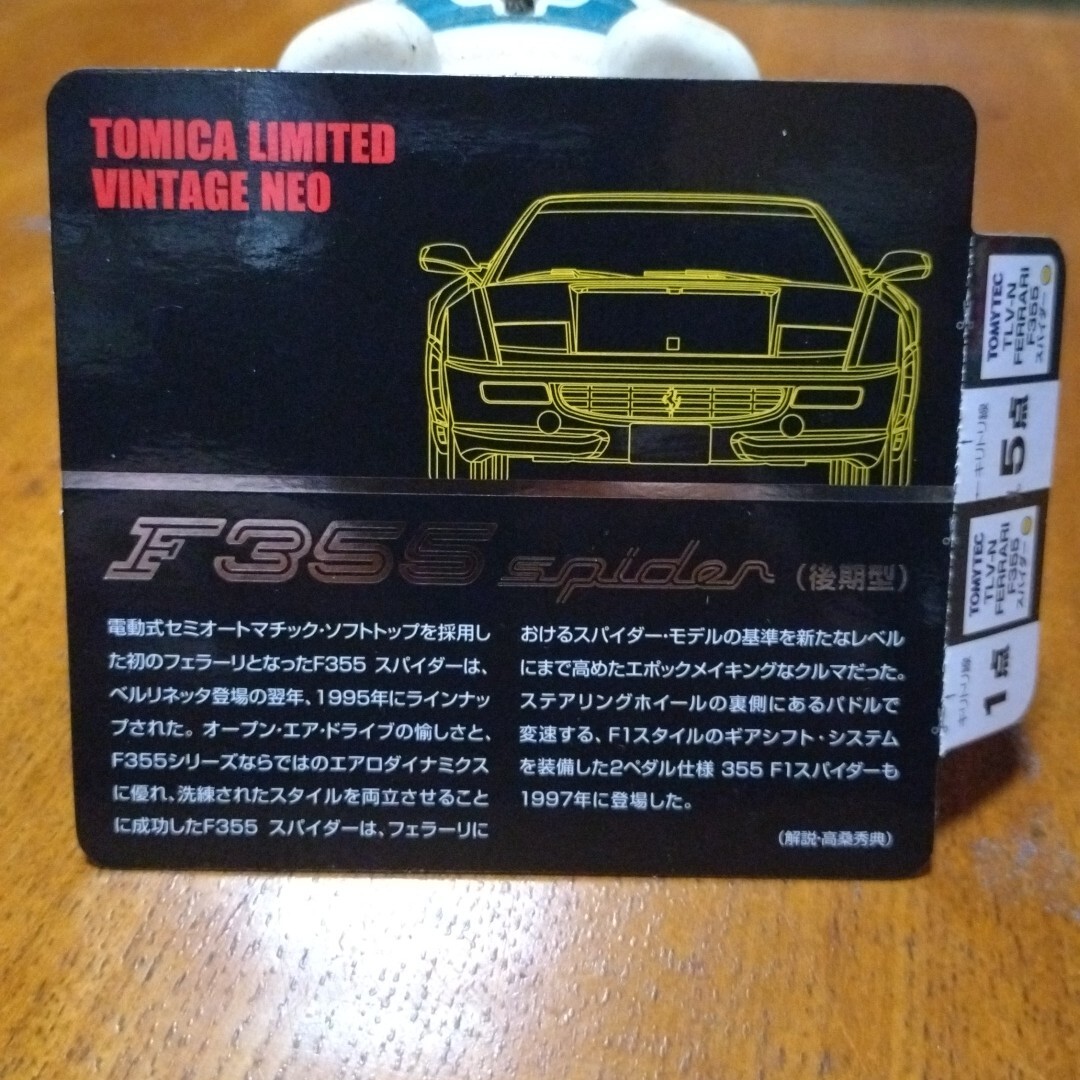 TOMICA LIMITED
VINTAGE NEO
F355 spider (後期型)
電動式セミオートマチック・ソフトトップを採用し
た初のフェラーリとなったF355 スパイダーは、
ベルリネッタ登場の翌年、1995年にラインナッ
プされた。オープン・エア・ドライブの愉しさと、
F355シリーズならではのエアロダイナミクス
に優れ、洗練されたスタイルを両立させること
に成功したF355 スパイダーは、フェラーリに
おけるスパイダー・モデルの基準を新たなレベル
にまで高めたエポックメイキングなクルマだった。
ステアリングホイールの裏側にあるパドルで
変速する、F1スタイルのギアシフト・システム
を装備した2ペダル仕様 355 F1スパイダーも
1997年に登場した。
(解説・高桑秀典)
TOMYTEC
TLV-N
FERRARI
F355
スパイダー
キリトリ線
5点
TOMYTEC
TLV-N
FERRARI
F355
スパイダー
キリトリ線
1点